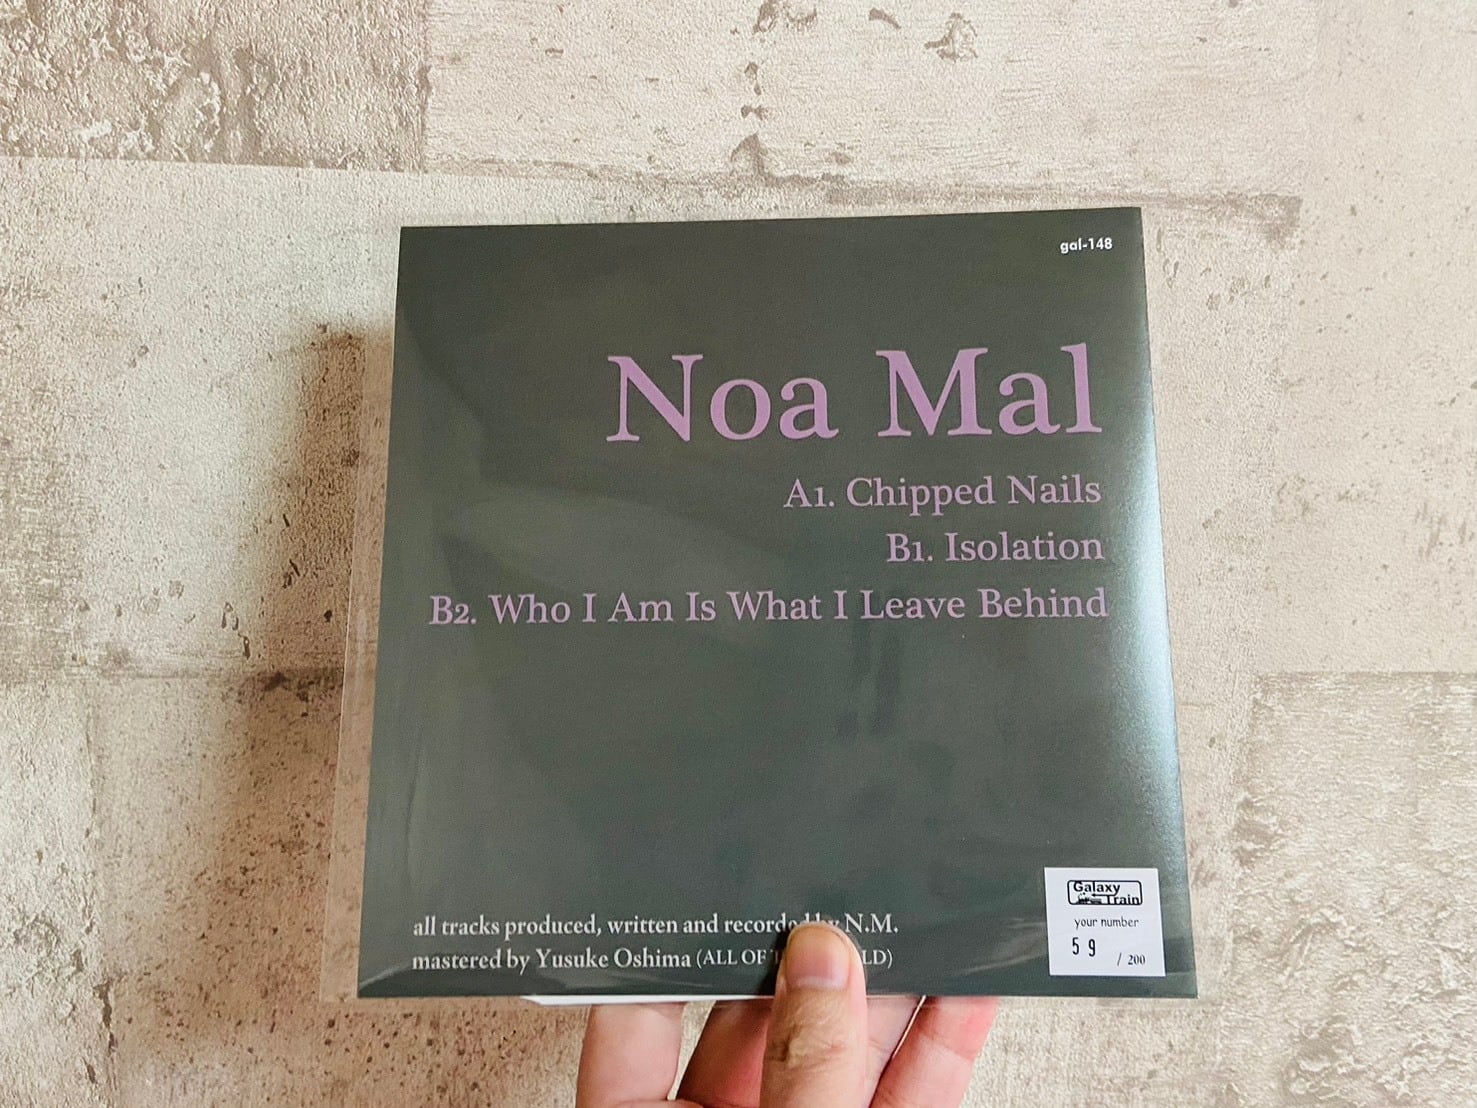 gal-148
Noa Mal
A1. Chipped Nails
B1. Isolation
B2. Who I Am Is What I Leave Behind
all tracks produced, written and recorded by N.M.
mastered by Yusuke Oshima (ALL OF
Galaxy
Train
your number
59
/ 200